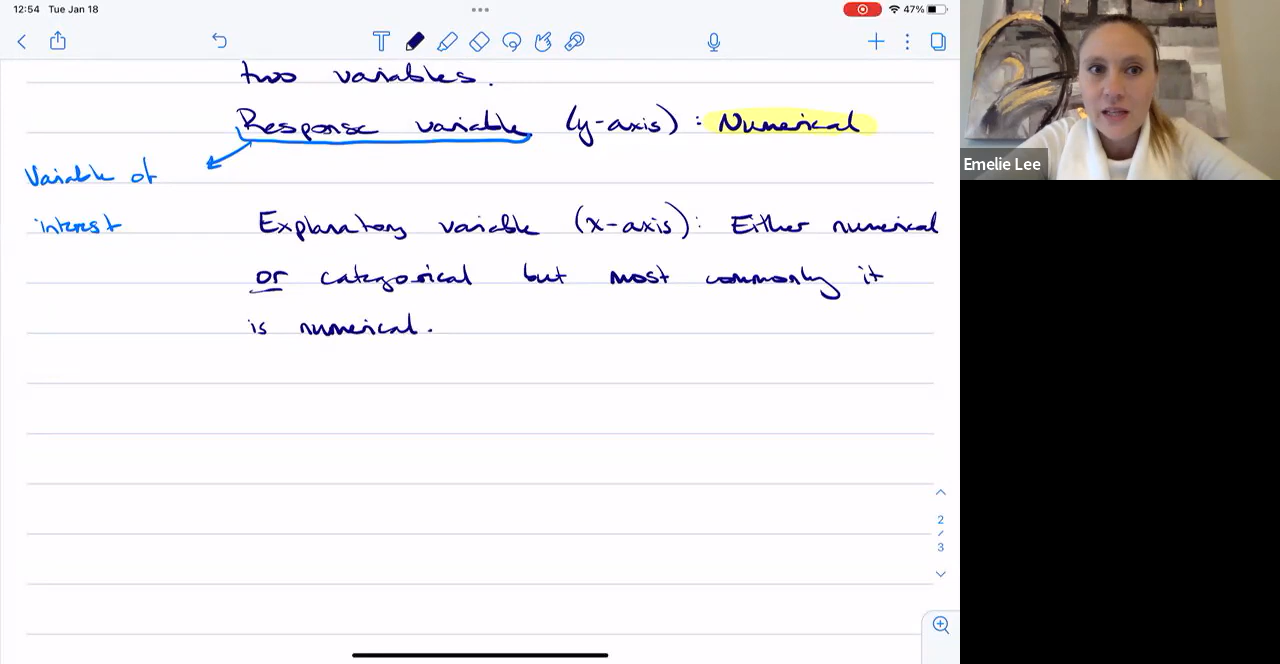 12:54 Tue Jan 18
47%
two variables.
Response variable (y-axis) : Numerical
Variable of
interest
Explanatory variable (x-axis) : Either numerical
or categorical but most commonly it
is numerical.
2
/
3
Emelie Lee